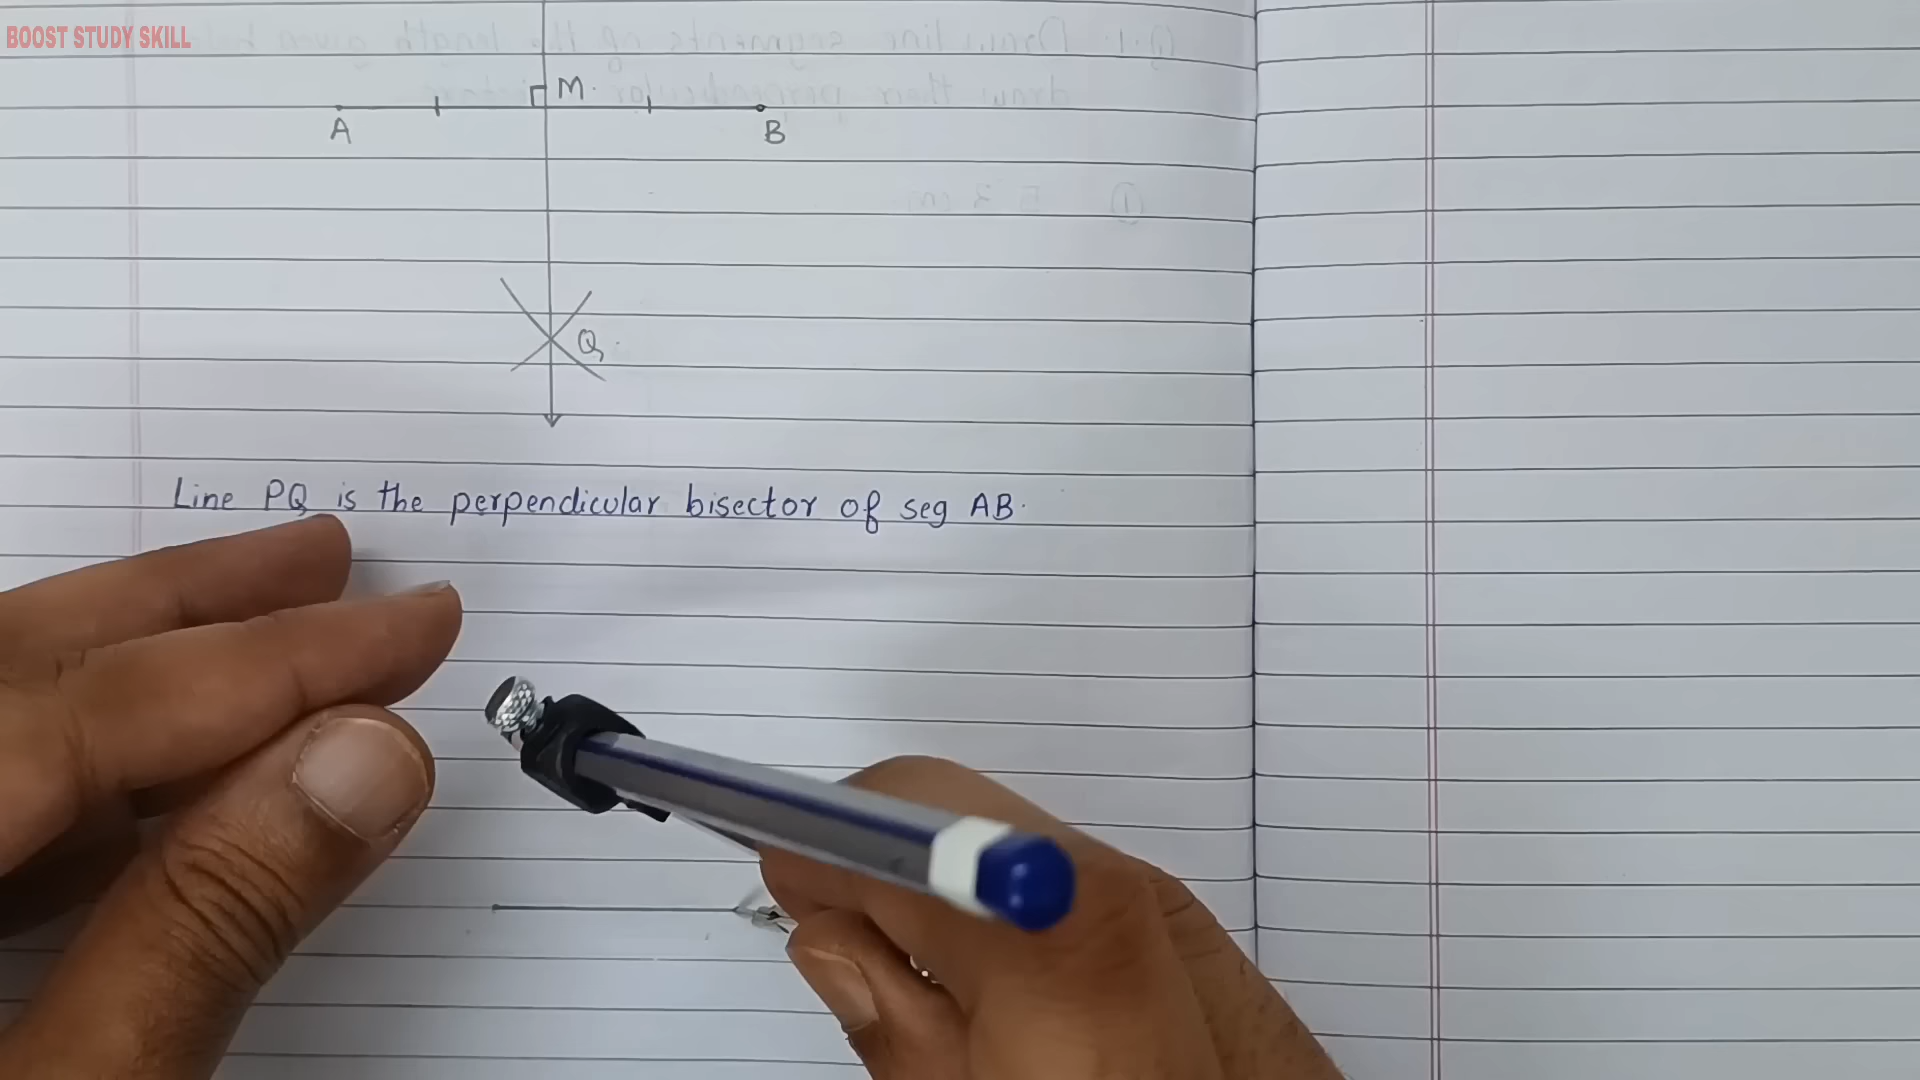 BOOST STUDY SKILL
M.
A
B
Q.
Line PQ is the perpendicular bisector of seg AB.